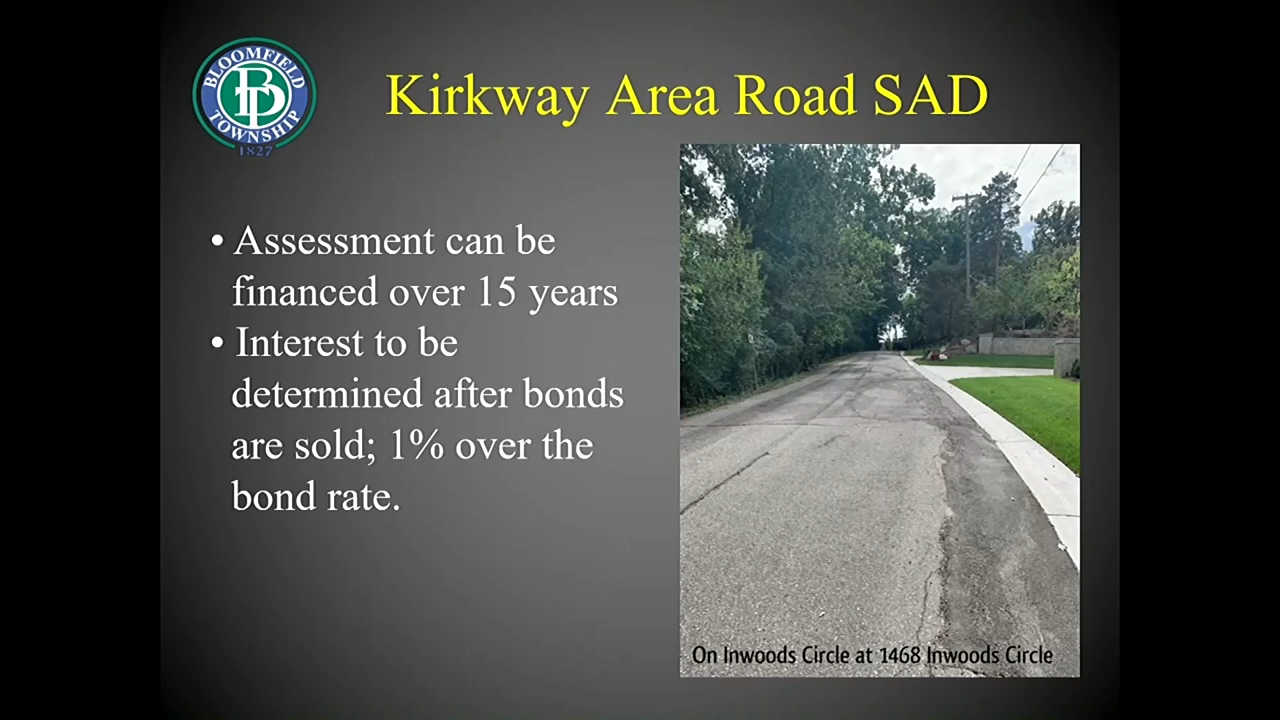 BLOOMFIELD
TOWNSHIP
1827
Kirkway Area Road SAD
• Assessment can be
financed over 15 years
• Interest to be
determined after bonds
are sold; 1% over the
bond rate.
On Inwoods Circle at 1468 Inwoods Circle